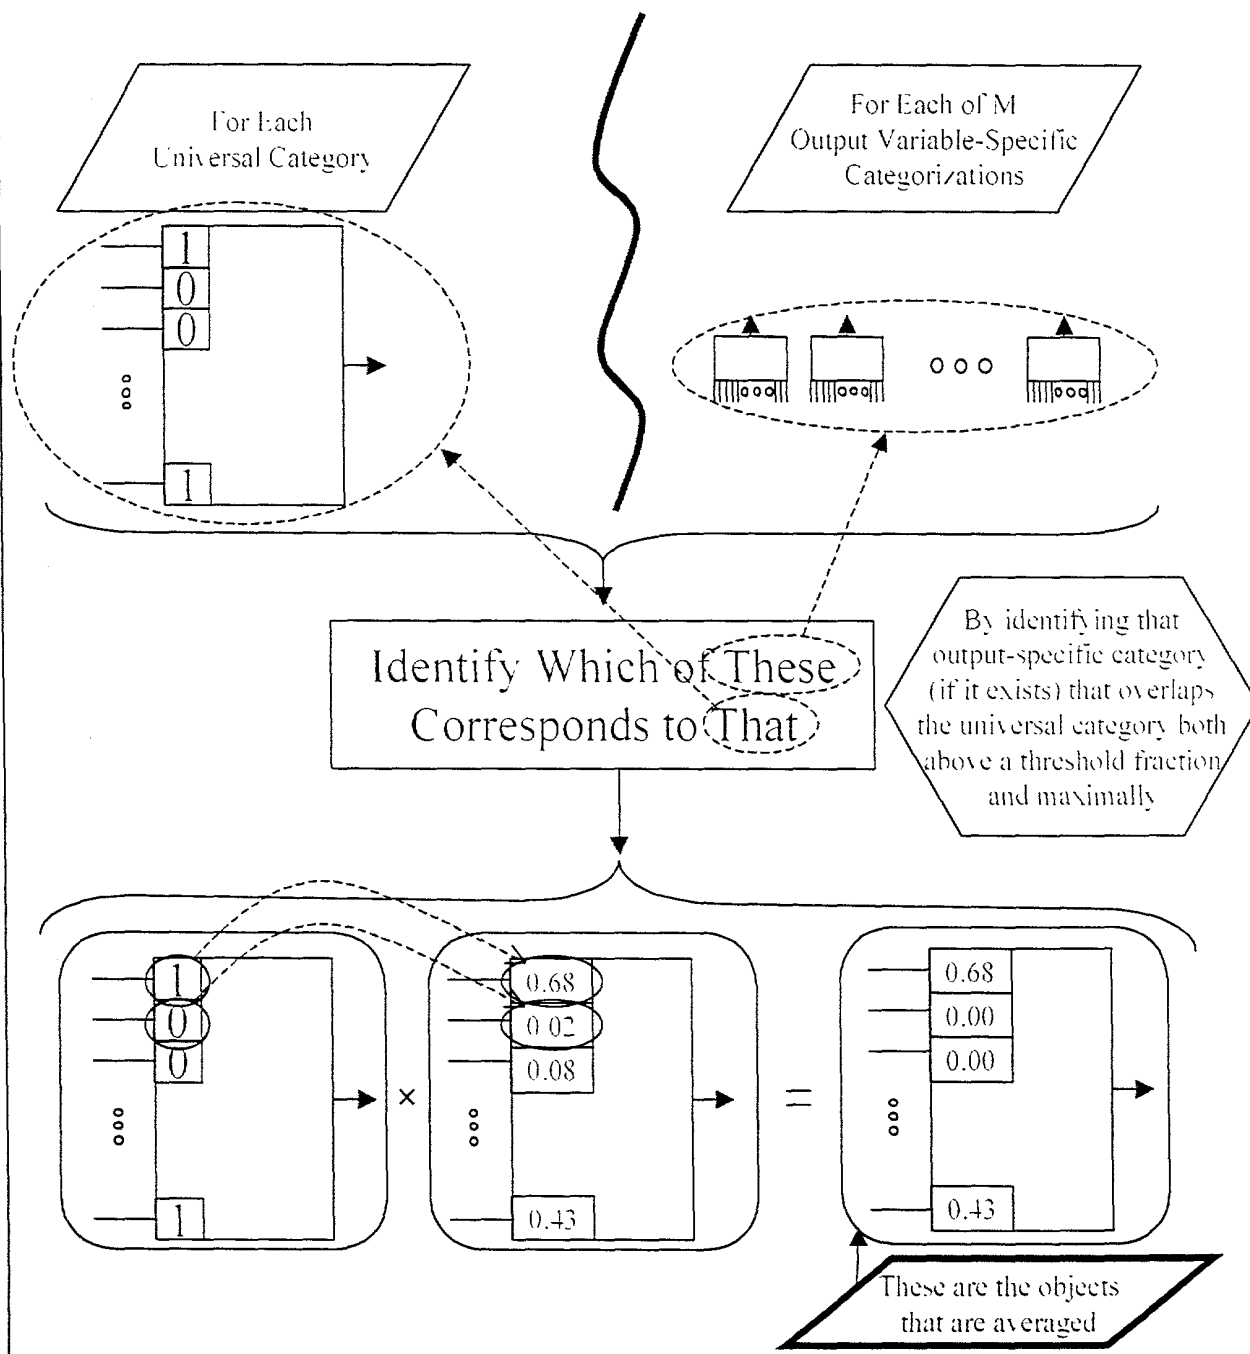 For Each
Universal Category
For Each of M
Output Variable-Specific
Categorizations
1
0
0
1
Identify Which of These
Corresponds to That
By identifying that
output-specific category
(if it exists) that overlaps
the universal category both
above a threshold fraction
and maximally
1
0
0
1
×
0.68
0.02
0.08
0.43
=
0.68
0.00
0.00
0.43
These are the objects
that are averaged